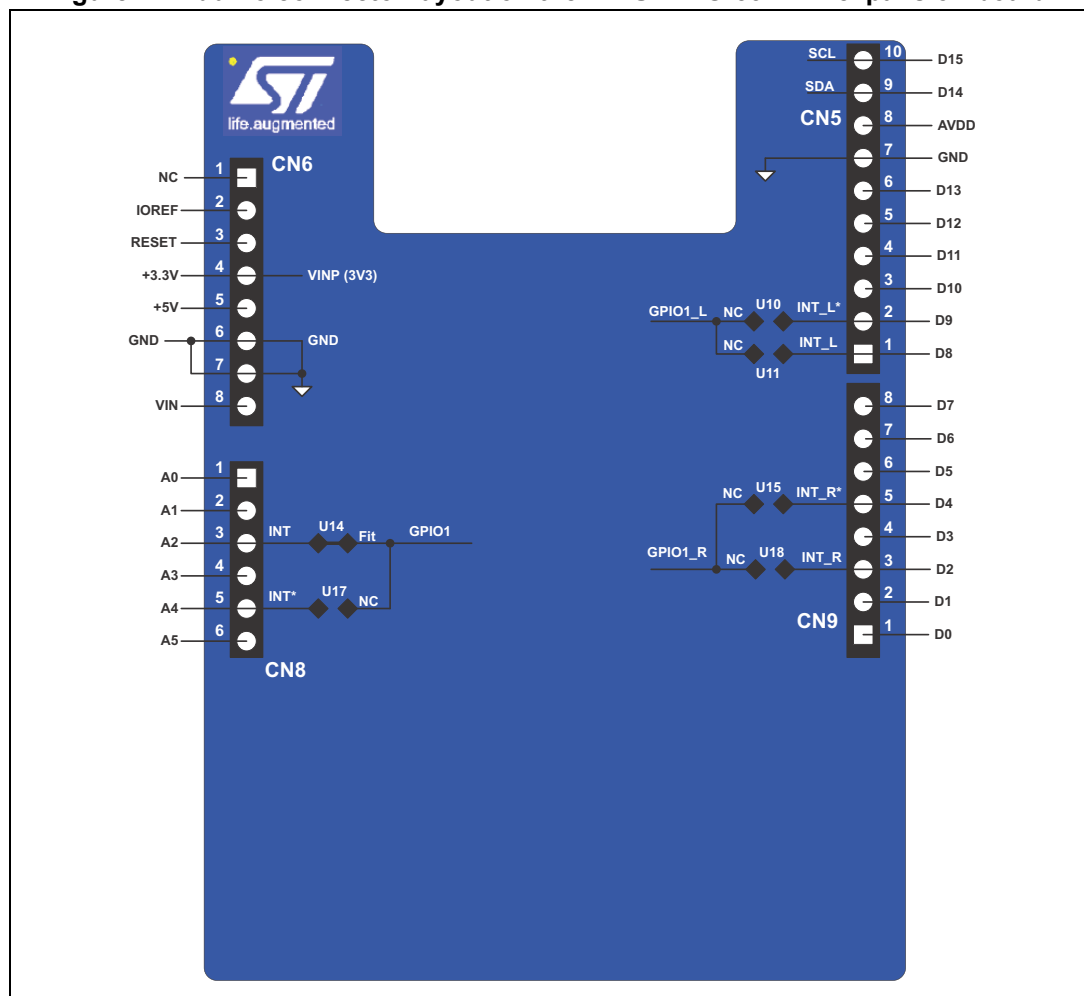 life.augmented
SCL 10 D15
SDA 9 D14
CN5 8 AVDD
7 GND
6 D13
5 D12
4 D11
3 D10
GPIO1_L NC U10 INT_L* 2 D9
NC U11 INT_L 1 D8
CN6
NC 1
IOREF 2
RESET 3
+3.3V 4 VINP (3V3)
+5V 5
GND 6 GND
7
VIN 8
8 D7
7 D6
6 D5
NC U15 INT_R* 5 D4
4 D3
GPIO1_R NC U18 INT_R 3 D2
2 D1
CN9 1 D0
A0 1
A1 2
A2 3 INT U14 Fit GPIO1
A3 4
A4 5 INT* U17 NC
A5 6
CN8